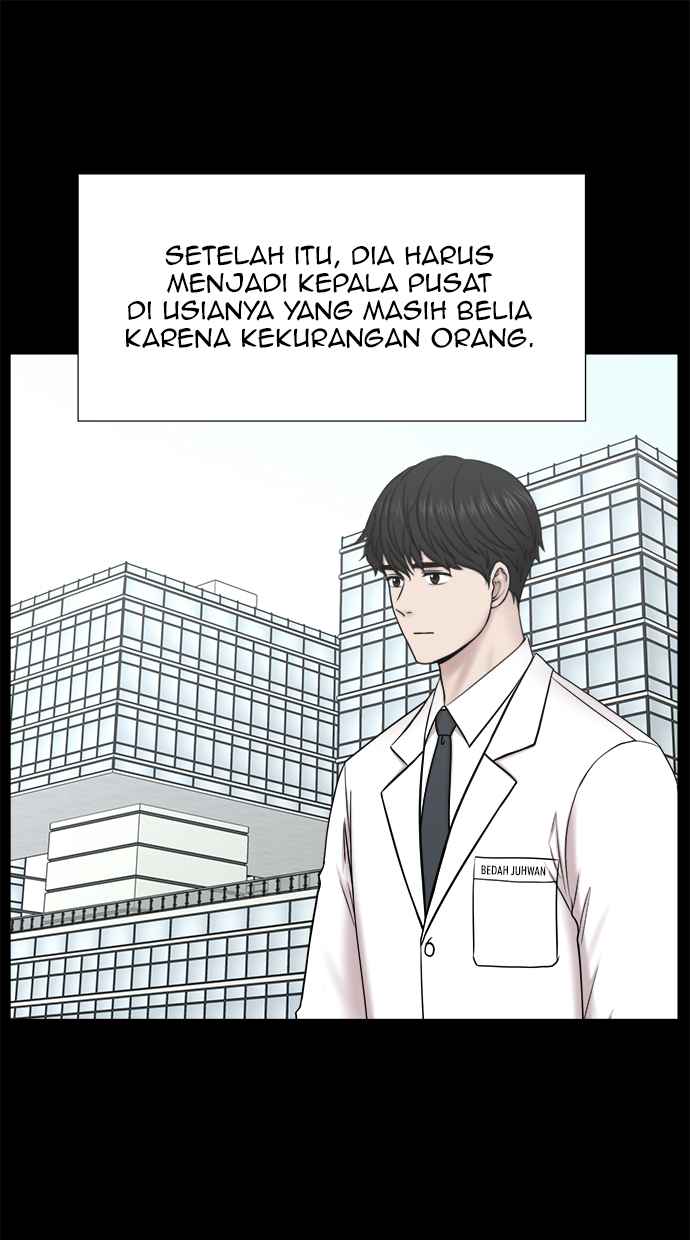 SETELAH ITU, DIA HARUS
MENJADI KEPALA PUSAT
DI USIANYA YANG MASIH BELIA
KARENA KEKURANGAN ORANG.
BEDAH JUHWAN